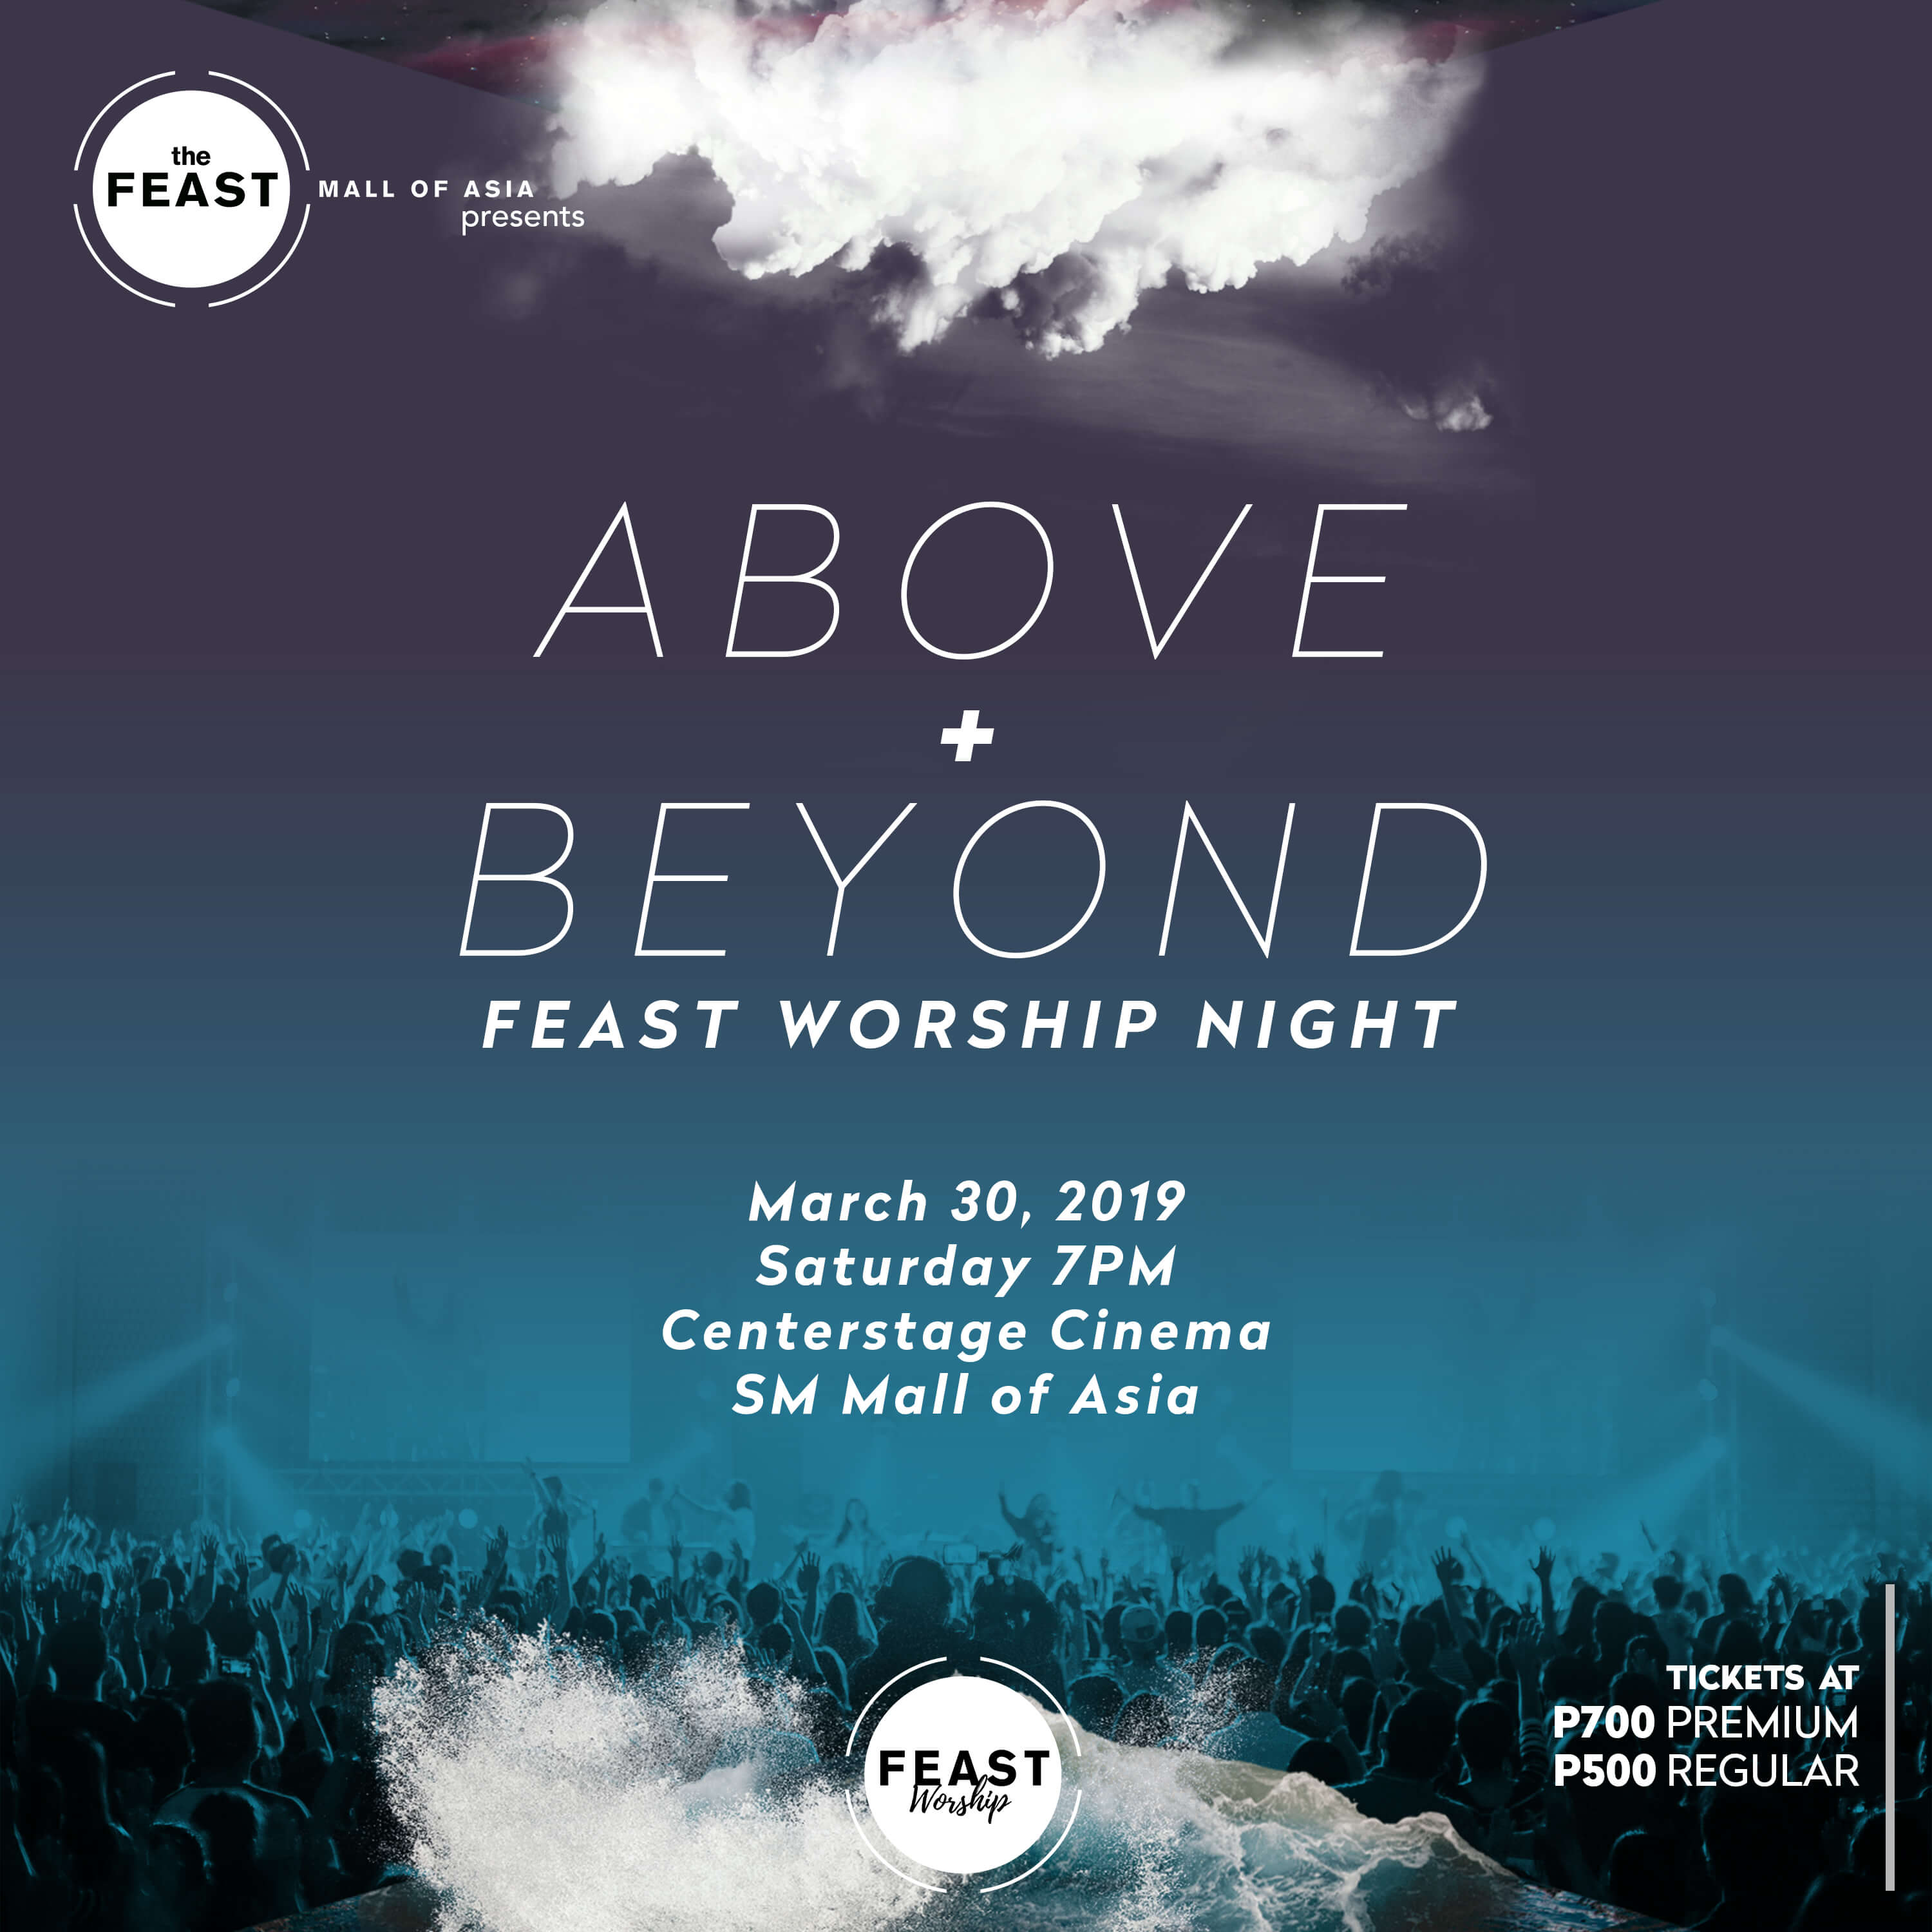 the
FEAST
MALL OF ASIA
presents
ABOVE
+
BEYOND
FEAST WORSHIP NIGHT
March 30, 2019
Saturday 7PM
Centerstage Cinema
SM Mall of Asia
FEAST
Worship
TICKETS AT
P700 PREMIUM
P500 REGULAR